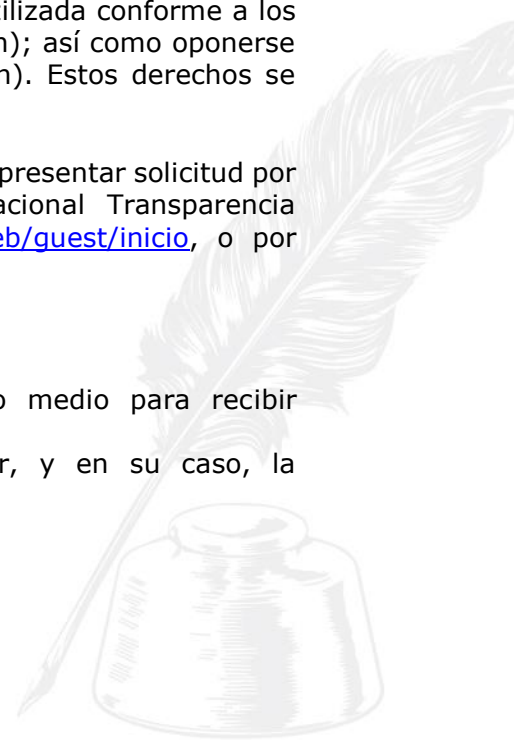 tilizada conforme a los
n); así como oponerse
n). Estos derechos se
presentar solicitud por
acional Transparencia
eb/guest/inicio, o por
o medio para recibir
r, y en su caso, la